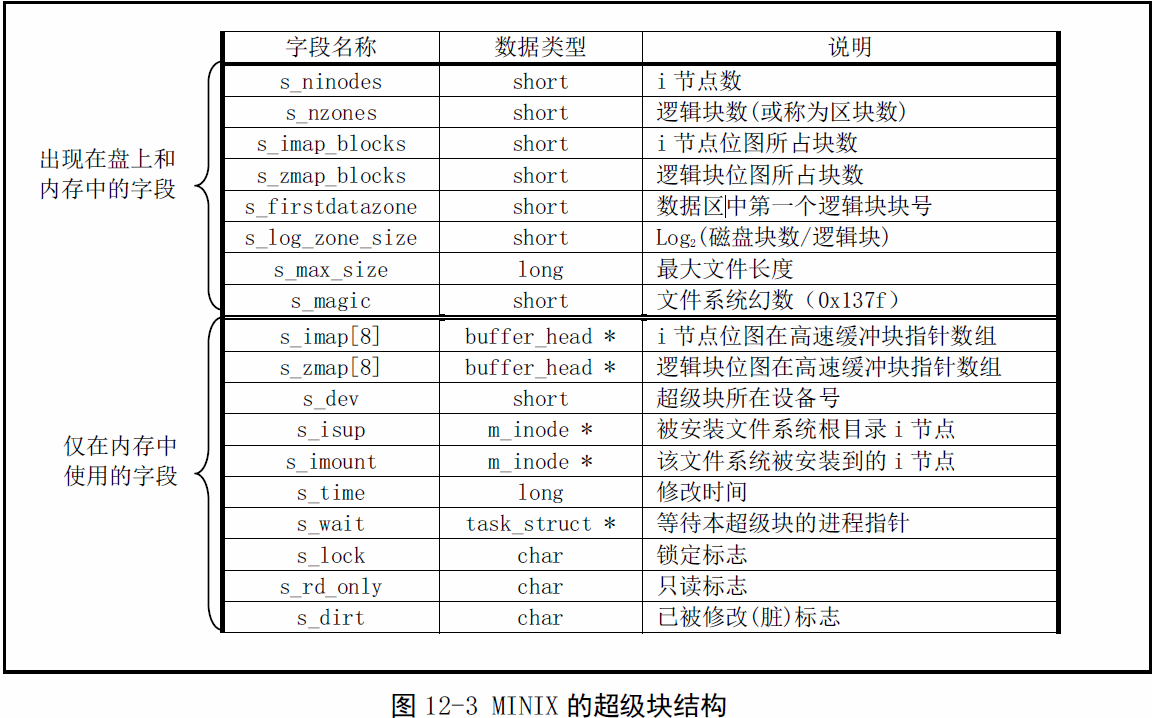 字段名称 数据类型 说明
s_ninodes short i 节点数
s_nzones short 逻辑块数(或称为区块数)
s_imap_blocks short i 节点位图所占块数
s_zmap_blocks short 逻辑块位图所占块数
s_firstdatazone short 数据区中第一个逻辑块块号
s_log_zone_size short Log₂(磁盘块数/逻辑块)
s_max_size long 最大文件长度
s_magic short 文件系统幻数（0x137f）
出现在盘上和
内存中的字段
s_imap[8] buffer_head * i 节点位图在高速缓冲块指针数组
s_zmap[8] buffer_head * 逻辑块位图在高速缓冲块指针数组
s_dev short 超级块所在设备号
s_isup m_inode * 被安装文件系统根目录 i 节点
s_imount m_inode * 该文件系统被安装到的 i 节点
s_time long 修改时间
s_wait task_struct * 等待本超级块的进程指针
s_lock char 锁定标志
s_rd_only char 只读标志
s_dirt char 已被修改(脏)标志
仅在内存中
使用的字段
图 12-3 MINIX 的超级块结构